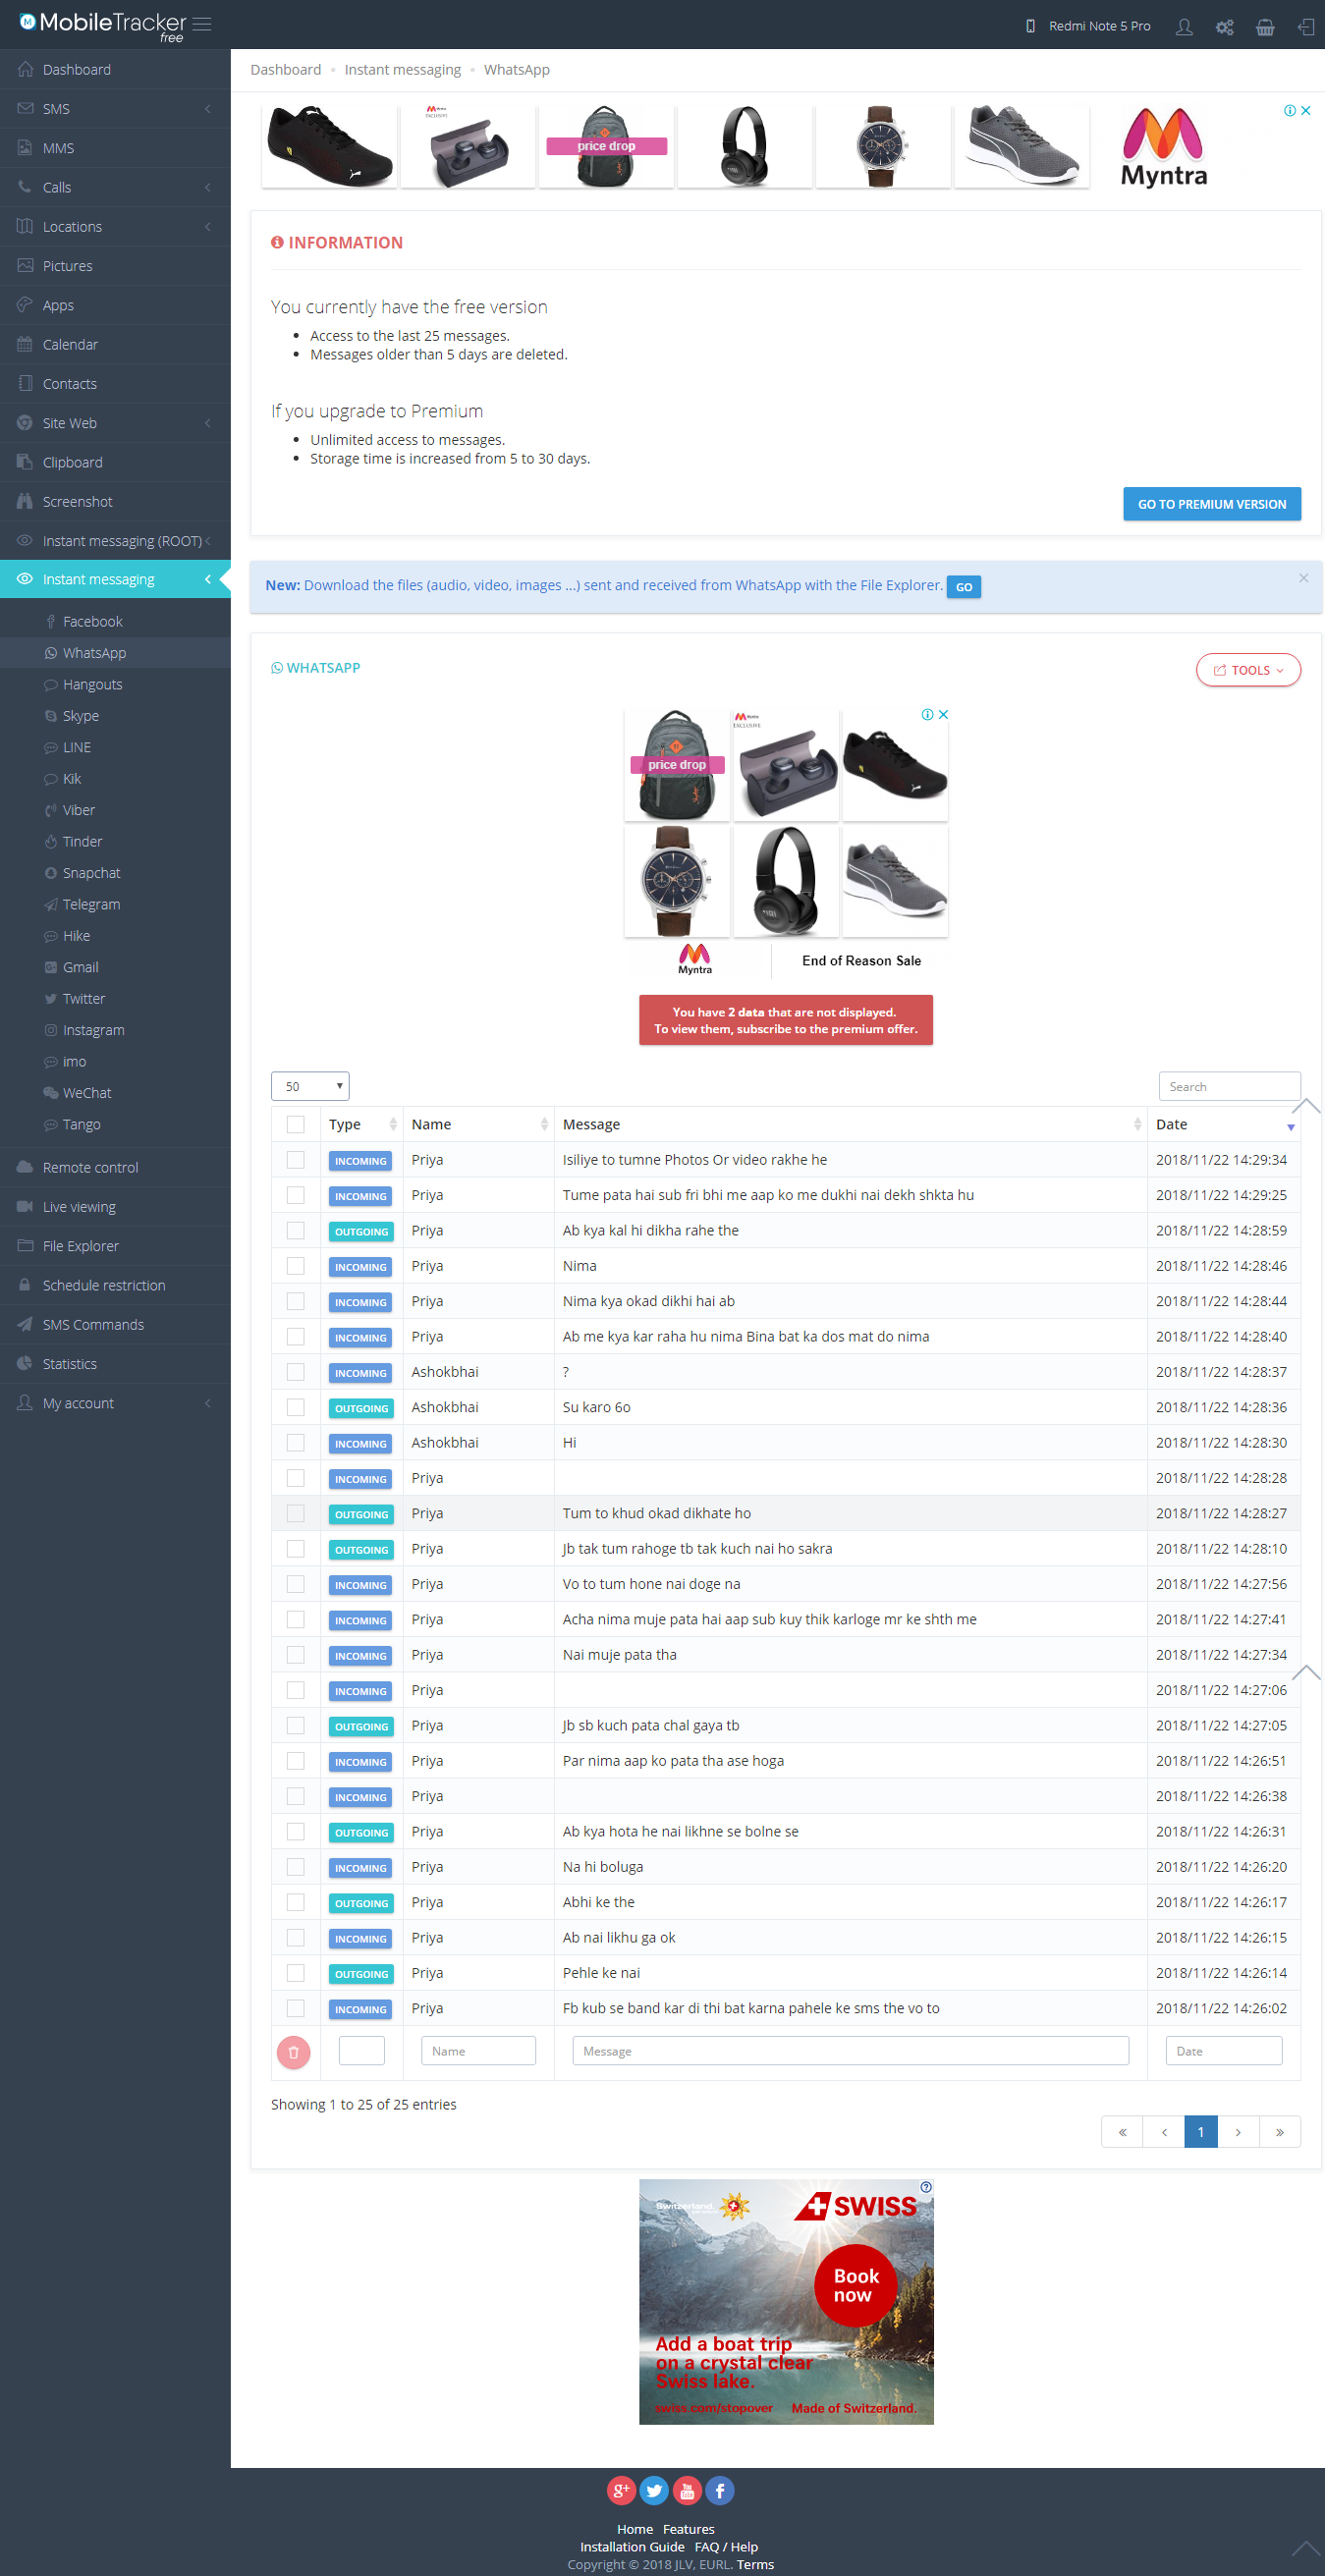 MobileTracker
free
Redmi Note 5 Pro
Dashboard
SMS
MMS
Calls
Locations
Pictures
Apps
Calendar
Contacts
Site Web
Clipboard
Screenshot
Instant messaging (ROOT)
Instant messaging
Facebook
WhatsApp
Hangouts
Skype
LINE
Kik
Viber
Tinder
Snapchat
Telegram
Hike
Gmail
Twitter
Instagram
imo
WeChat
Tango
Remote control
Live viewing
File Explorer
Schedule restriction
SMS Commands
Statistics
My account
Dashboard Instant messaging WhatsApp
Myntra
EXCLUSIVE
price drop
Myntra
INFORMATION
You currently have the free version
Access to the last 25 messages.
Messages older than 5 days are deleted.
If you upgrade to Premium
Unlimited access to messages.
Storage time is increased from 5 to 30 days.
GO TO PREMIUM VERSION
New: Download the files (audio, video, images ...) sent and received from WhatsApp with the File Explorer. GO
WHATSAPP
TOOLS
price drop
Myntra
EXCLUSIVE
Myntra
End of Reason Sale
You have 2 data that are not displayed.
To view them, subscribe to the premium offer.
50
Search
Type Name Message Date
INCOMING Priya Isiliye to tumne Photos Or video rakhe he 2018/11/22 14:29:34
INCOMING Priya Tume pata hai sub fri bhi me aap ko me dukhi nai dekh shkta hu 2018/11/22 14:29:25
OUTGOING Priya Ab kya kal hi dikha rahe the 2018/11/22 14:28:59
INCOMING Priya Nima 2018/11/22 14:28:46
INCOMING Priya Nima kya okad dikhi hai ab 2018/11/22 14:28:44
INCOMING Priya Ab me kya kar raha hu nima Bina bat ka dos mat do nima 2018/11/22 14:28:40
INCOMING Ashokbhai ? 2018/11/22 14:28:37
OUTGOING Ashokbhai Su karo 6o 2018/11/22 14:28:36
INCOMING Ashokbhai Hi 2018/11/22 14:28:30
INCOMING Priya 2018/11/22 14:28:28
OUTGOING Priya Tum to khud okad dikhate ho 2018/11/22 14:28:27
OUTGOING Priya Jb tak tum rahoge tb tak kuch nai ho sakra 2018/11/22 14:28:10
INCOMING Priya Vo to tum hone nai doge na 2018/11/22 14:27:56
INCOMING Priya Acha nima muje pata hai aap sub kuy thik karloge mr ke shth me 2018/11/22 14:27:41
INCOMING Priya Nai muje pata tha 2018/11/22 14:27:34
INCOMING Priya 2018/11/22 14:27:06
OUTGOING Priya Jb sb kuch pata chal gaya tb 2018/11/22 14:27:05
INCOMING Priya Par nima aap ko pata tha ase hoga 2018/11/22 14:26:51
INCOMING Priya 2018/11/22 14:26:38
OUTGOING Priya Ab kya hota he nai likhne se bolne se 2018/11/22 14:26:31
INCOMING Priya Na hi boluga 2018/11/22 14:26:20
OUTGOING Priya Abhi ke the 2018/11/22 14:26:17
INCOMING Priya Ab nai likhu ga ok 2018/11/22 14:26:15
OUTGOING Priya Pehle ke nai 2018/11/22 14:26:14
INCOMING Priya Fb kub se band kar di thi bat karna pahele ke sms the vo to 2018/11/22 14:26:02
Name Message Date
Showing 1 to 25 of 25 entries
« ‹ 1 › »
Switzerland.
SWISS
Book
now
Add a boat trip
on a crystal clear
Swiss lake.
swiss.com/stopover Made of Switzerland.
Home Features
Installation Guide FAQ / Help
Copyright © 2018 JLV, EURL. Terms